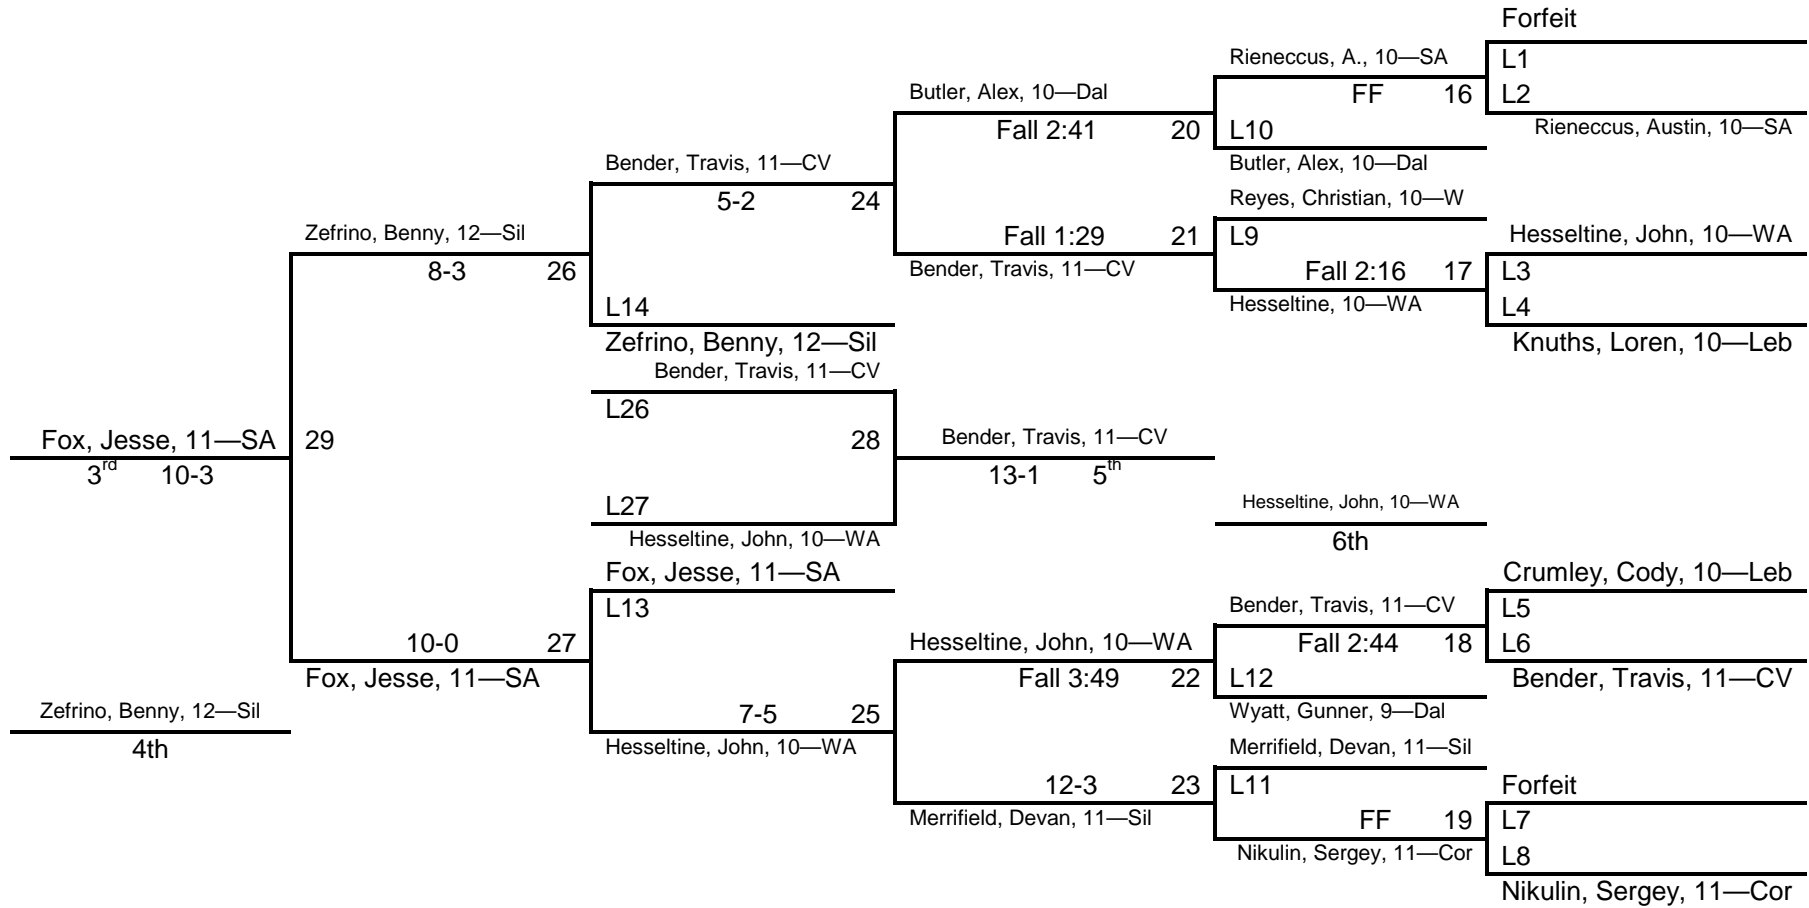 Forfeit
Rieneccus, A., 10—SA
L1
Butler, Alex, 10—Dal
FF 16
L2
Fall 2:41 20
L10
Rieneccus, Austin, 10—SA
Bender, Travis, 11—CV
Butler, Alex, 10—Dal
5-2 24
Reyes, Christian, 10—W
Zefrino, Benny, 12—Sil
Fall 1:29 21
L9
Hesseltine, John, 10—WA
8-3 26
Bender, Travis, 11—CV
Fall 2:16 17
L3
L14
Hesseltine, 10—WA
L4
Zefrino, Benny, 12—Sil
Knuths, Loren, 10—Leb
Bender, Travis, 11—CV
L26
Fox, Jesse, 11—SA
29
28
Bender, Travis, 11—CV
3rd 10-3
13-1 5th
L27
Hesseltine, John, 10—WA
Hesseltine, John, 10—WA
6th
Fox, Jesse, 11—SA
Crumley, Cody, 10—Leb
L13
Bender, Travis, 11—CV
L5
10-0 27
Hesseltine, John, 10—WA
Fall 2:44 18
L6
Fox, Jesse, 11—SA
Fall 3:49 22
L12
Bender, Travis, 11—CV
Zefrino, Benny, 12—Sil
7-5 25
Wyatt, Gunner, 9—Dal
4th
Hesseltine, John, 10—WA
Merrifield, Devan, 11—Sil
12-3 23
L11
Forfeit
Merrifield, Devan, 11—Sil
FF 19
L7
Nikulin, Sergey, 11—Cor
L8
Nikulin, Sergey, 11—Cor